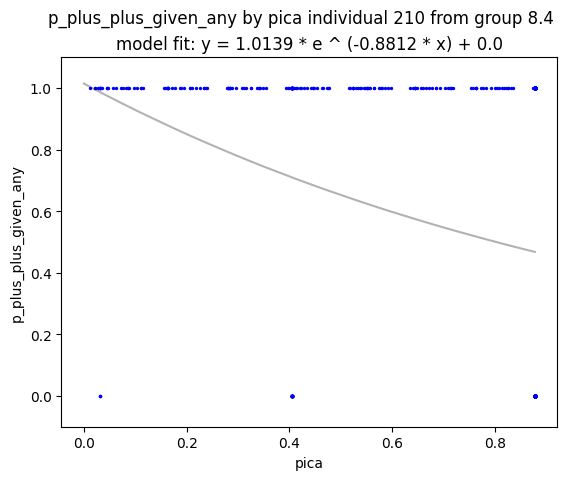 p_plus_plus_given_any by pica individual 210 from group 8.4
model fit: y = 1.0139 * e ^ (-0.8812 * x) + 0.0
1.0
0.8
0.6
0.4
0.2
0.0
p_plus_plus_given_any
0.0 0.2 0.4 0.6 0.8
pica